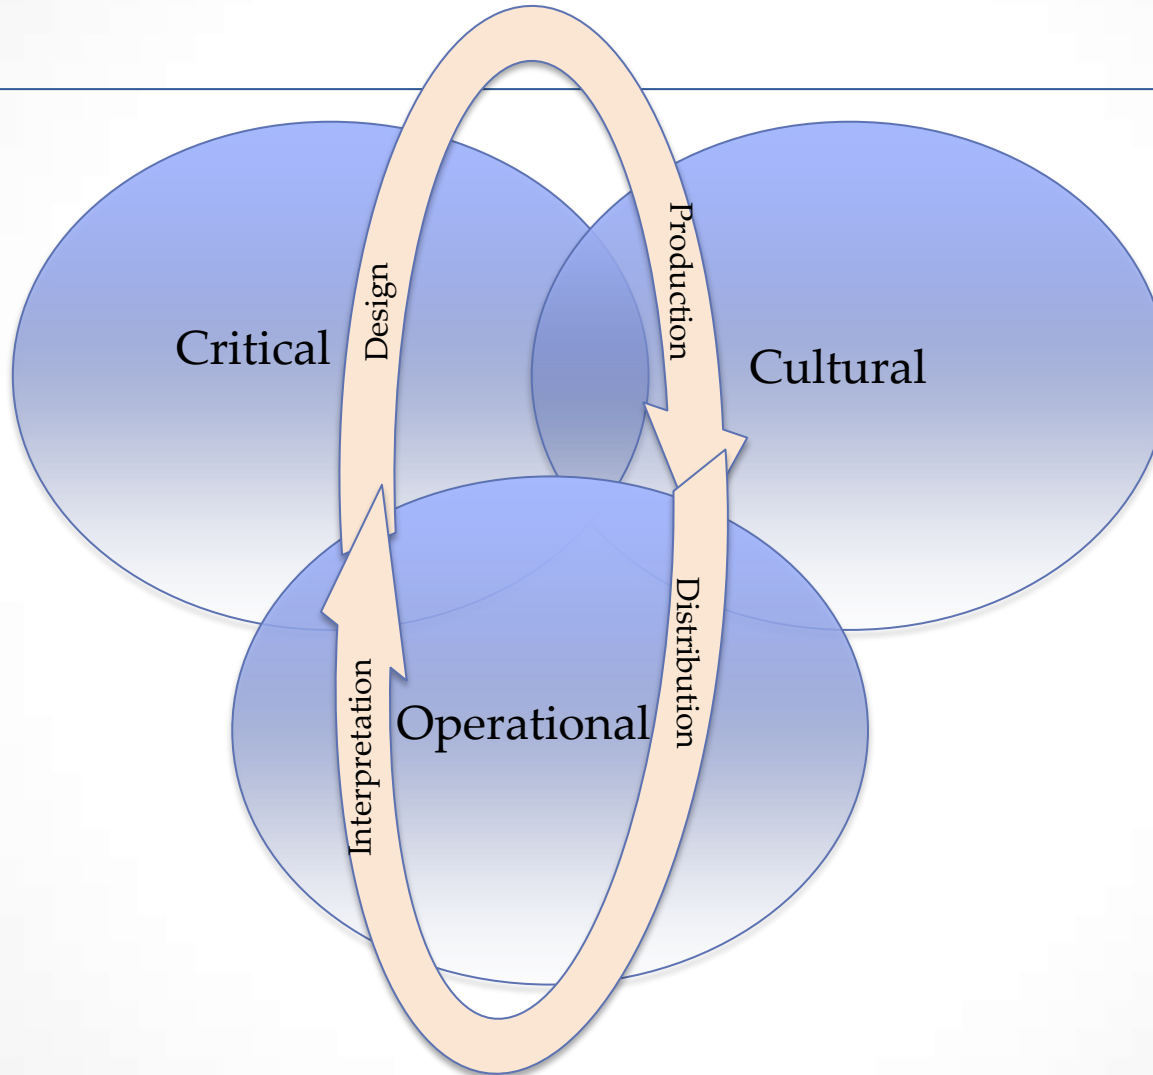 Production
Design
Critical
Cultural
Distribution
Interpretation
Operational